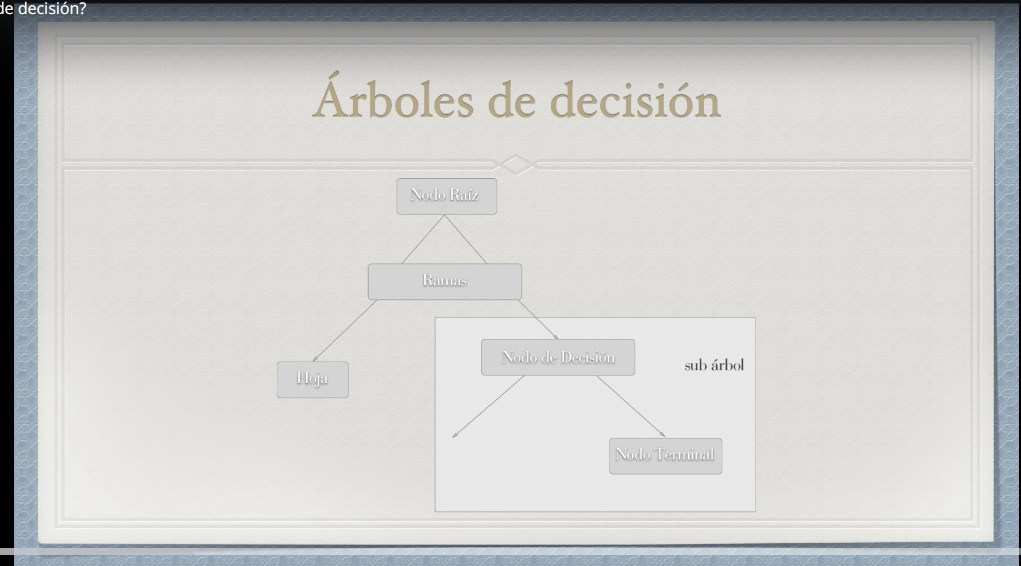 de decisión?
Árboles de decisión
Nodo Raíz
Ramas
Nodo de Decisión
sub árbol
Hoja
Nodo Terminal